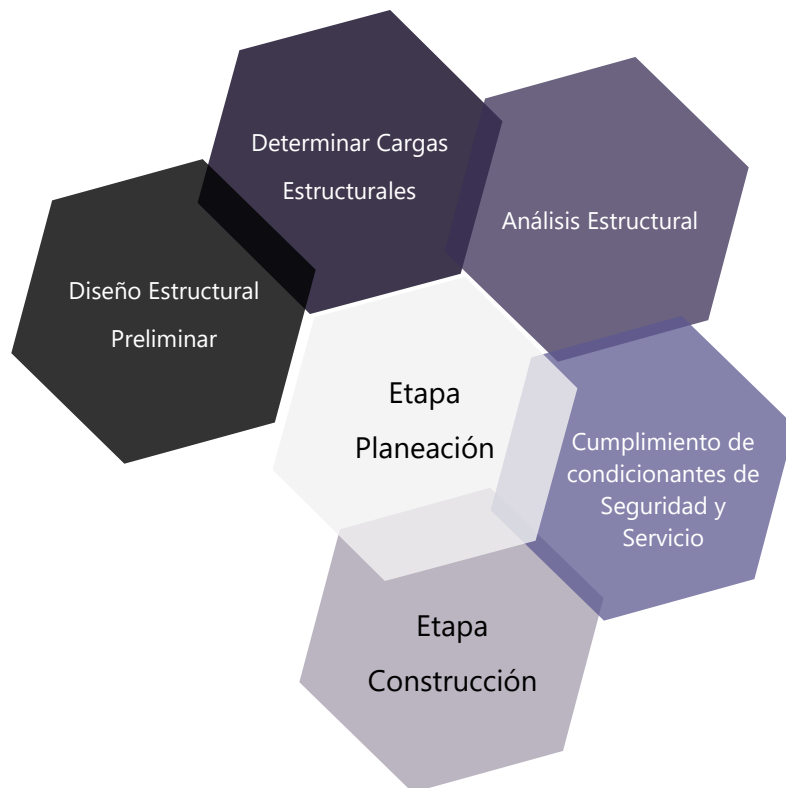 Determinar Cargas
Estructurales
Análisis Estructural
Diseño Estructural
Preliminar
Etapa
Planeación
Cumplimiento de
condicionantes de
Seguridad y
Servicio
Etapa
Construcción